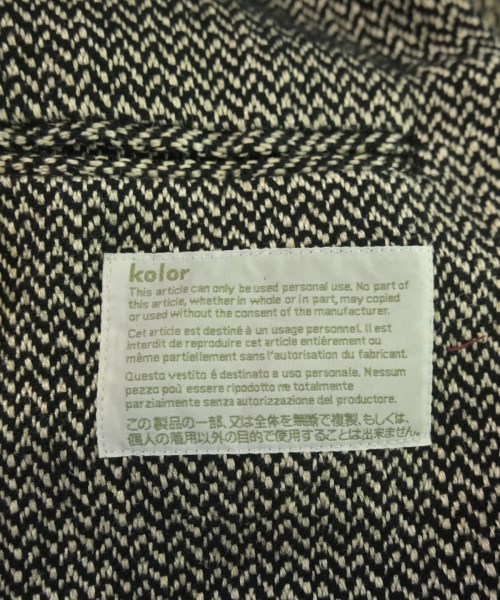 kolor
This article can only be used personal use. No part of
this article, whether in whole or in part, may copied
or used without the consent of the manufacturer.
Cet article est destiné à un usage personnel. Il est
interdit de reproduire cet article entiérement ou
même partiellement sans l'autorisation du fabricant.
Questo vestito é destinato a uso personale. Nessum
pezzo poù essere ripodotto ne totalmente
parzialmente senza autorizzazione del productore.
この製品の一部、又は全体を無断で複製、もしくは、
個人の着用以外の目的で使用することは出来ません。